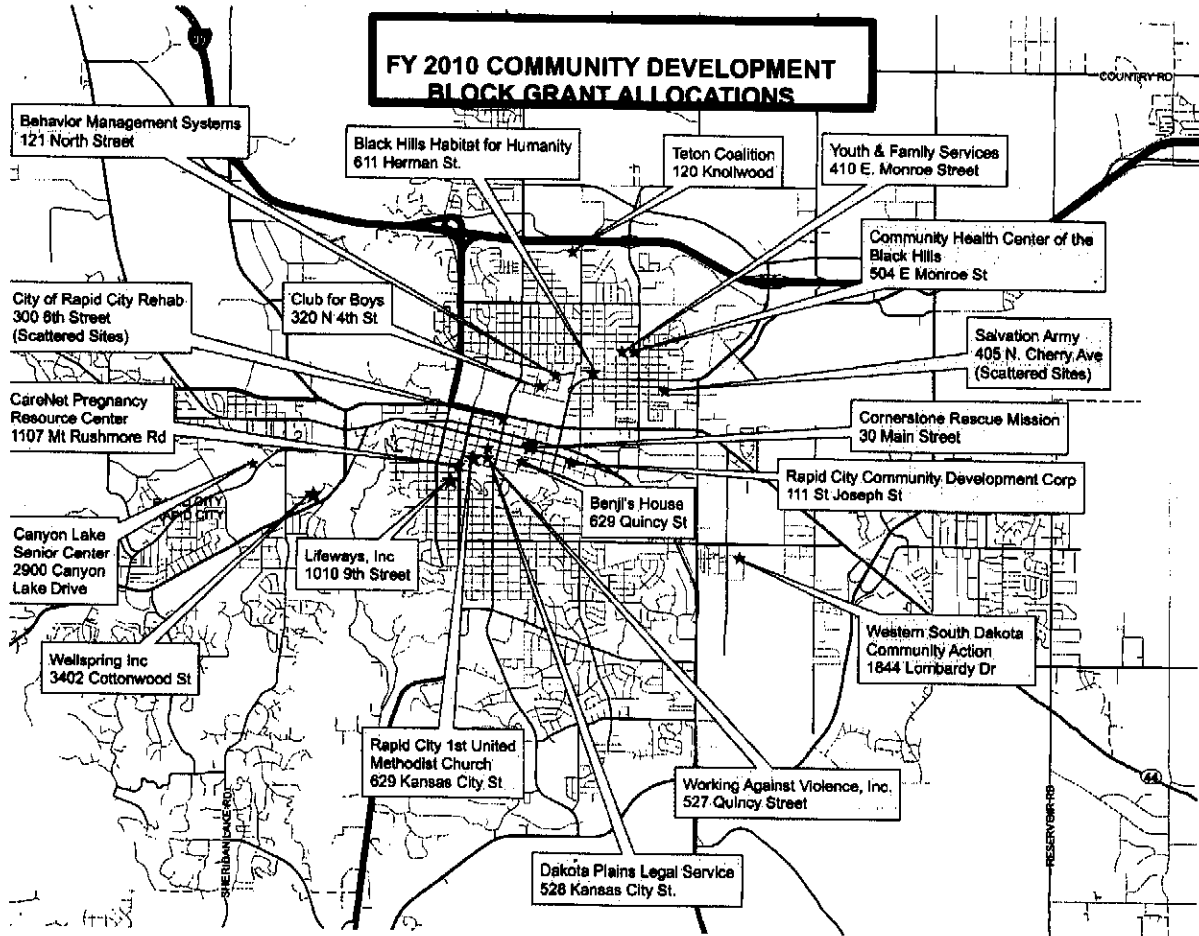 FY 2010 COMMUNITY DEVELOPMENT
BLOCK GRANT ALLOCATIONS
COUNTRY RD
Behavior Management Systems
121 North Street
Black Hills Habitat for Humanity
611 Herman St.
Teton Coalition
120 Knollwood
Youth & Family Services
410 E. Monroe Street
Community Health Center of the
Black Hills
504 E Monroe St
City of Rapid City Rehab
300 6th Street
(Scattered Sites)
Club for Boys
320 N 4th St
Salvation Army
405 N. Cherry Ave
(Scattered Sites)
CareNet Pregnancy
Resource Center
1107 Mt Rushmore Rd
Cornerstone Rescue Mission
30 Main Street
Rapid City Community Development Corp
111 St Joseph St
Benji's House
629 Quincy St
RAPID CITY
Canyon Lake
Senior Center
2900 Canyon
Lake Drive
Lifeways, Inc
1010 9th Street
Western South Dakota
Community Action
1844 Lombardy Dr
Wellspring Inc
3402 Cottonwood St
Rapid City 1st United
Methodist Church
629 Kansas City St
Working Against Violence, Inc.
527 Quincy Street
44
SHERIDAN LAKE RD
RESERVOIR RD
Dakota Plains Legal Service
528 Kansas City St.